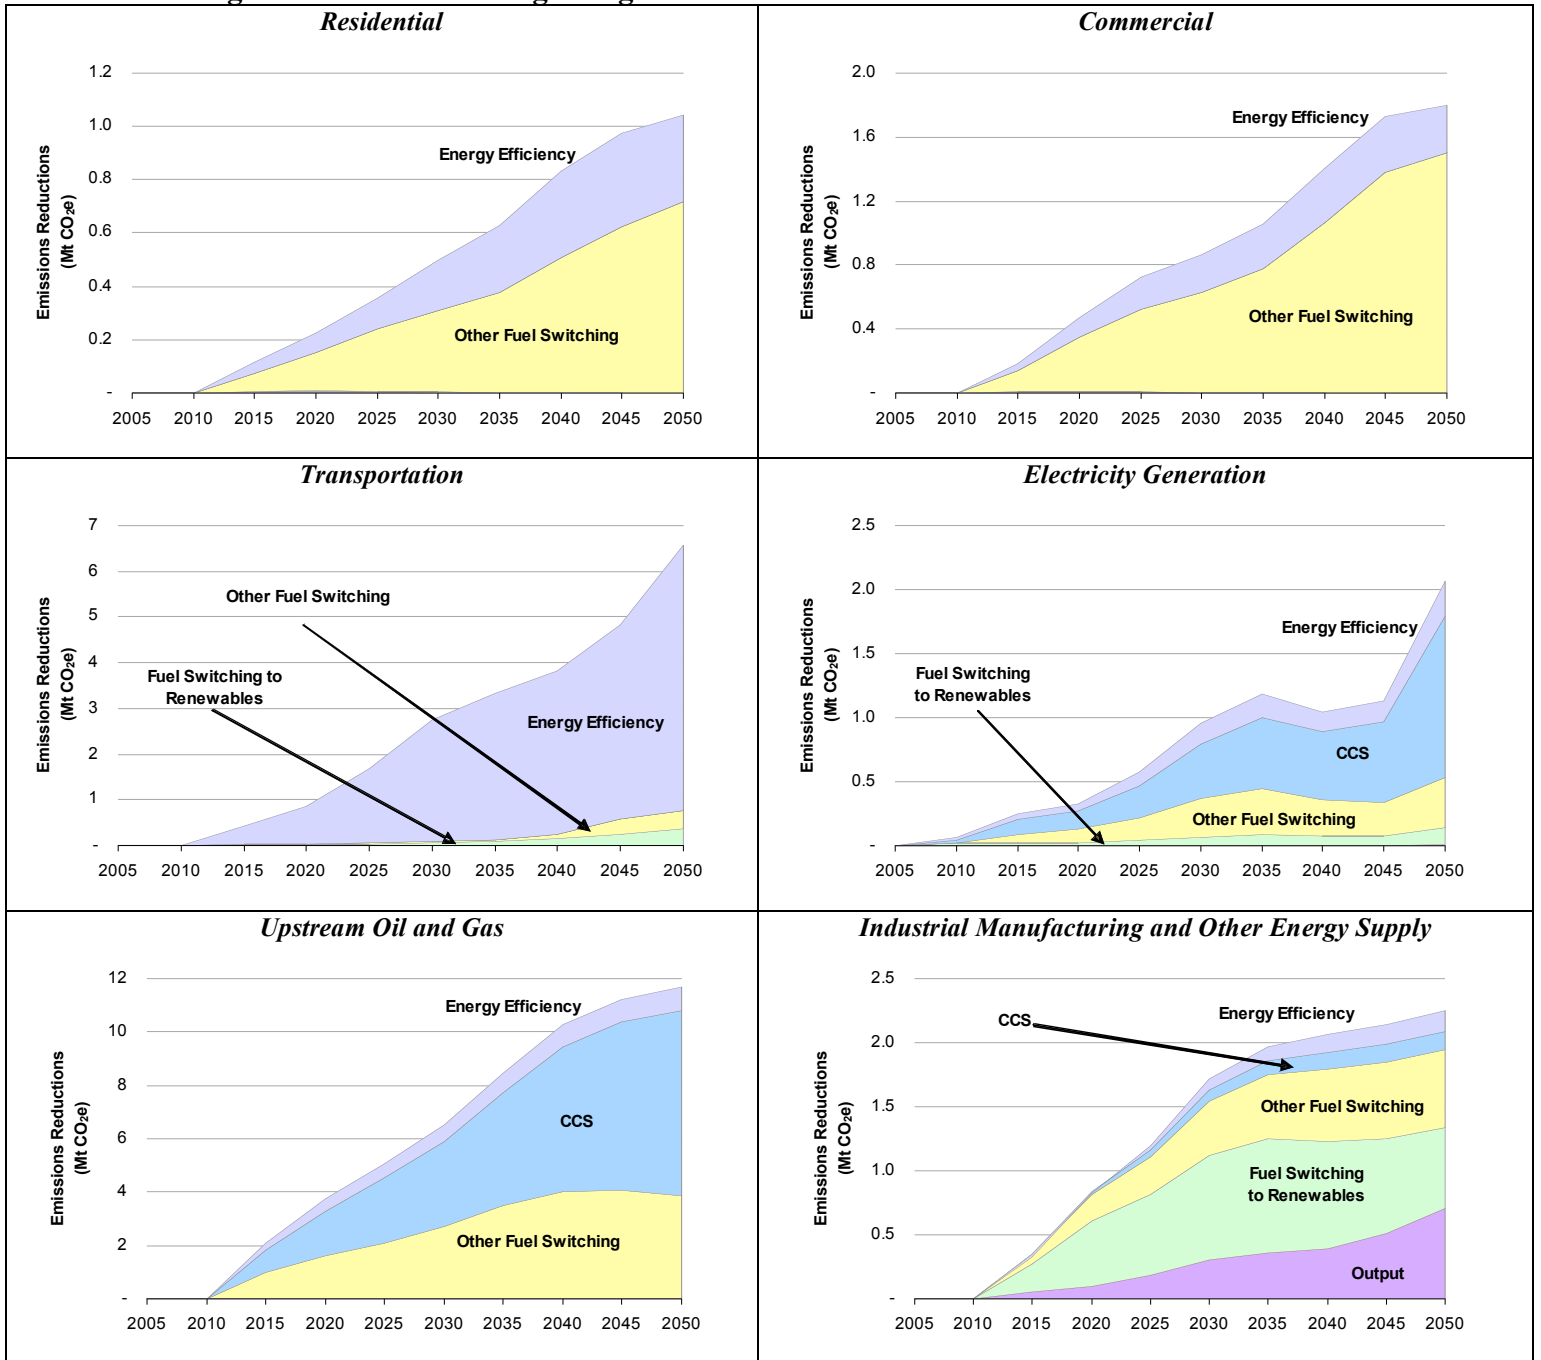 Residential
1.2
1.0
0.8
0.6
0.4
0.2
-
Emissions Reductions
(Mt CO₂e)
Energy Efficiency
Other Fuel Switching
2005 2010 2015 2020 2025 2030 2035 2040 2045 2050
Commercial
2.0
1.6
1.2
0.8
0.4
-
Emissions Reductions
(Mt CO₂e)
Energy Efficiency
Other Fuel Switching
2005 2010 2015 2020 2025 2030 2035 2040 2045 2050
Transportation
7
6
5
4
3
2
1
-
Emissions Reductions
(Mt CO₂e)
Other Fuel Switching
Fuel Switching to
Renewables
Energy Efficiency
2005 2010 2015 2020 2025 2030 2035 2040 2045 2050
Electricity Generation
2.5
2.0
1.5
1.0
0.5
-
Emissions Reductions
(Mt CO₂e)
Energy Efficiency
Fuel Switching
to Renewables
CCS
Other Fuel Switching
2005 2010 2015 2020 2025 2030 2035 2040 2045 2050
Upstream Oil and Gas
12
10
8
6
4
2
-
Emissions Reductions
(Mt CO₂e)
Energy Efficiency
CCS
Other Fuel Switching
2005 2010 2015 2020 2025 2030 2035 2040 2045 2050
Industrial Manufacturing and Other Energy Supply
2.5
2.0
1.5
1.0
0.5
-
Emissions Reductions
(Mt CO₂e)
Energy Efficiency
CCS
Other Fuel Switching
Fuel Switching
to Renewables
Output
2005 2010 2015 2020 2025 2030 2035 2040 2045 2050